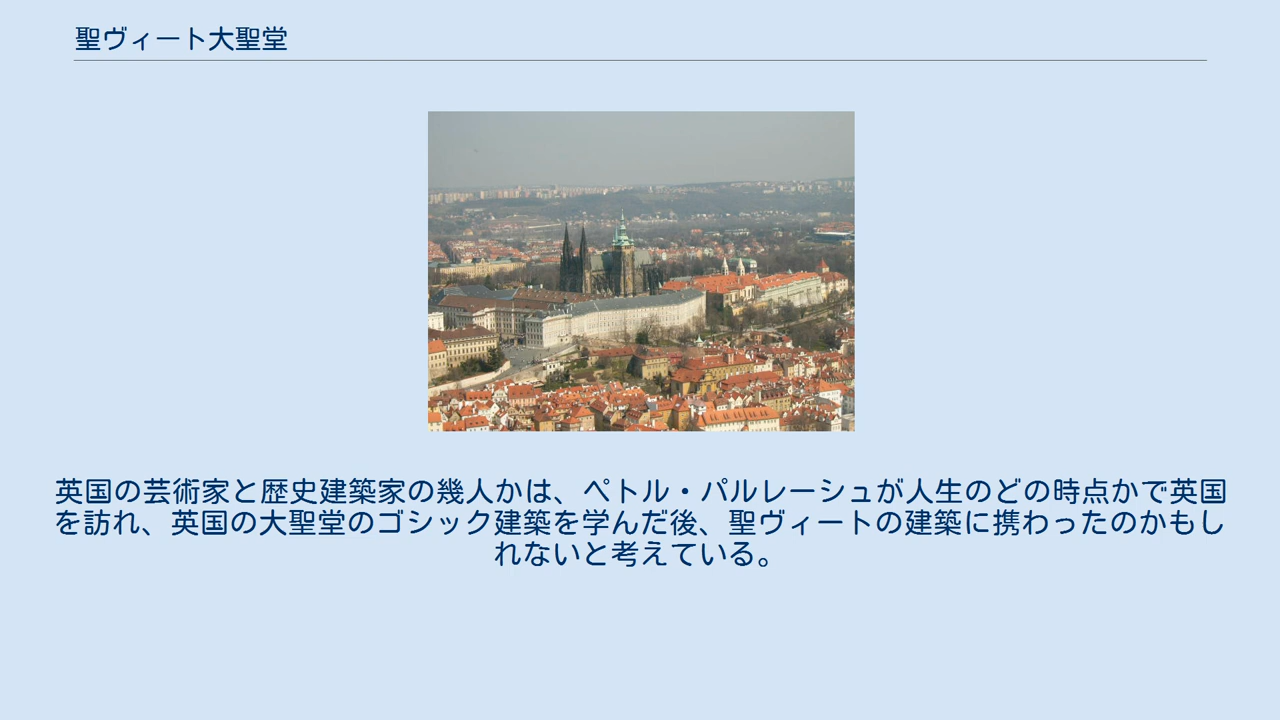 聖ヴィート大聖堂
英国の芸術家と歴史建築家の幾人かは、ペトル・パルレーシュが人生のどの時点かで英国
を訪れ、英国の大聖堂のゴシック建築を学んだ後、聖ヴィートの建築に携わったのかもし
れないと考えている。